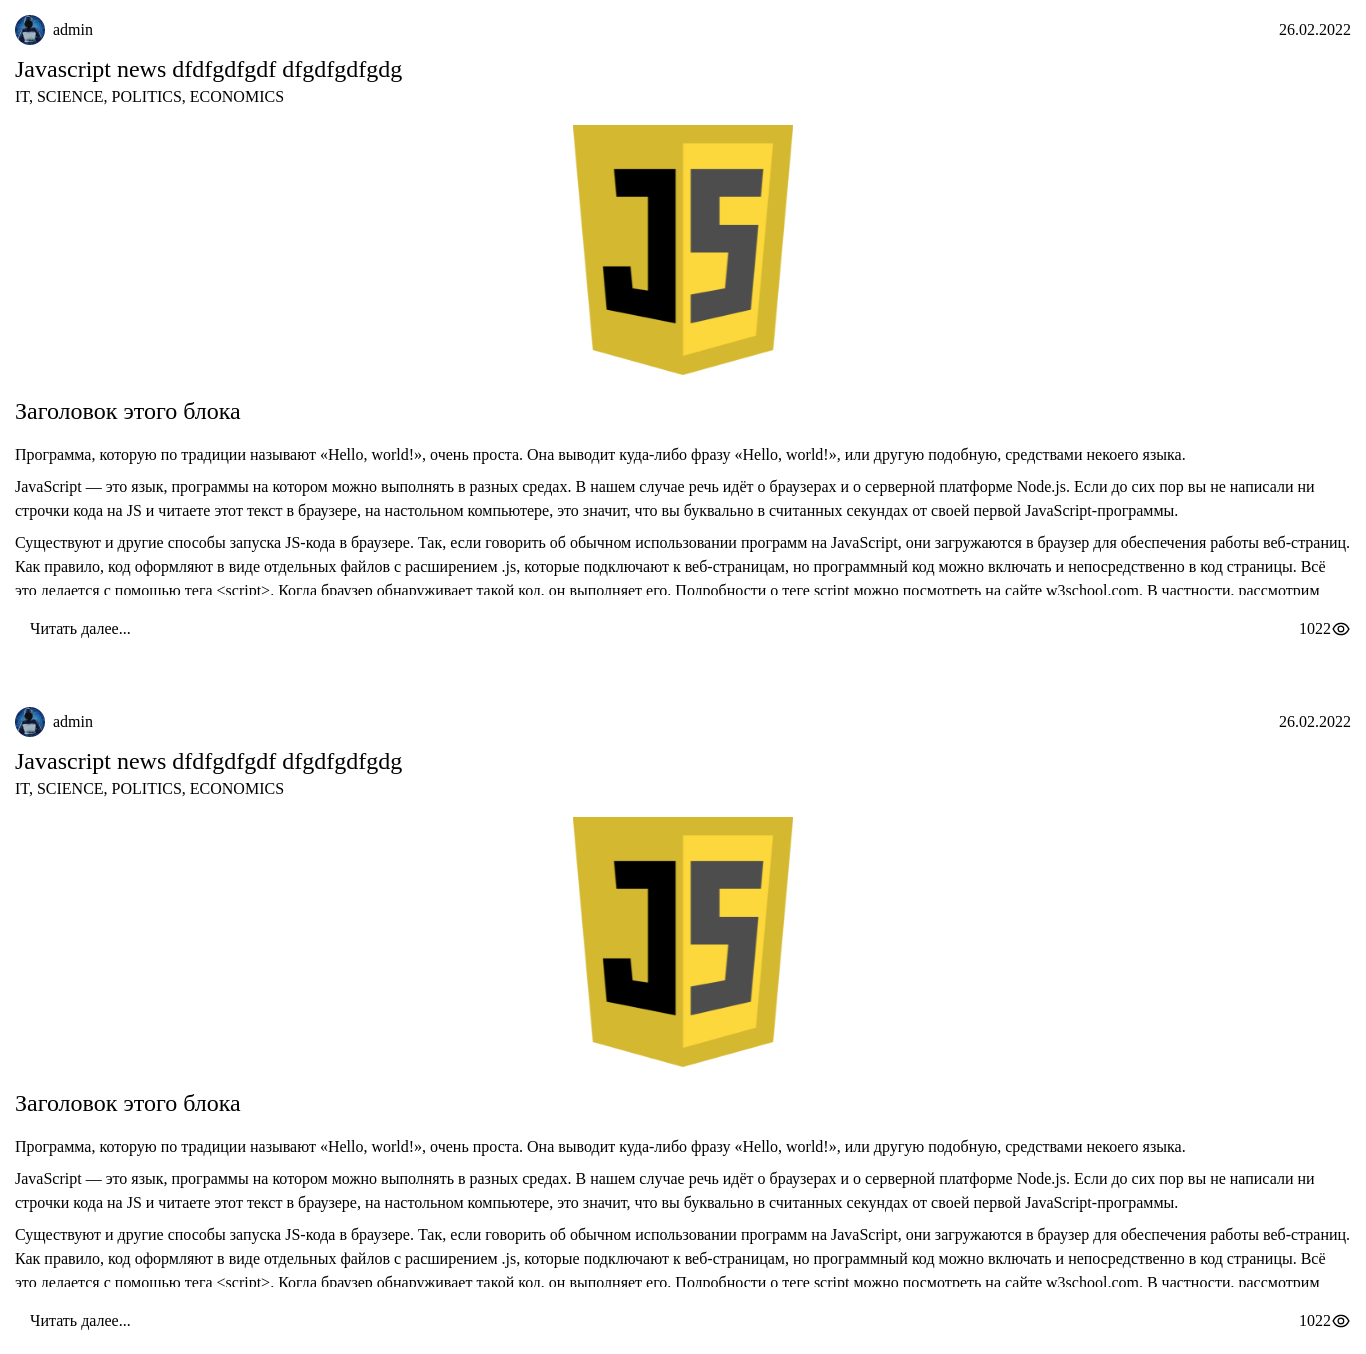 admin
26.02.2022
Javascript news dfdfgdfgdf dfgdfgdfgdg
IT, SCIENCE, POLITICS, ECONOMICS
JS
Заголовок этого блока
Программа, которую по традиции называют «Hello, world!», очень проста. Она выводит куда-либо фразу «Hello, world!», или другую подобную, средствами некоего языка.
JavaScript — это язык, программы на котором можно выполнять в разных средах. В нашем случае речь идёт о браузерах и о серверной платформе Node.js. Если до сих пор вы не написали ни
строчки кода на JS и читаете этот текст в браузере, на настольном компьютере, это значит, что вы буквально в считанных секундах от своей первой JavaScript-программы.
Существуют и другие способы запуска JS-кода в браузере. Так, если говорить об обычном использовании программ на JavaScript, они загружаются в браузер для обеспечения работы веб-страниц.
Как правило, код оформляют в виде отдельных файлов с расширением .js, которые подключают к веб-страницам, но программный код можно включать и непосредственно в код страницы. Всё
это делается с помощью тега <script>. Когда браузер обнаруживает такой код, он выполняет его. Подробности о теге script можно посмотреть на сайте w3school.com. В частности, рассмотрим
Читать далее...
1022
admin
26.02.2022
Javascript news dfdfgdfgdf dfgdfgdfgdg
IT, SCIENCE, POLITICS, ECONOMICS
JS
Заголовок этого блока
Программа, которую по традиции называют «Hello, world!», очень проста. Она выводит куда-либо фразу «Hello, world!», или другую подобную, средствами некоего языка.
JavaScript — это язык, программы на котором можно выполнять в разных средах. В нашем случае речь идёт о браузерах и о серверной платформе Node.js. Если до сих пор вы не написали ни
строчки кода на JS и читаете этот текст в браузере, на настольном компьютере, это значит, что вы буквально в считанных секундах от своей первой JavaScript-программы.
Существуют и другие способы запуска JS-кода в браузере. Так, если говорить об обычном использовании программ на JavaScript, они загружаются в браузер для обеспечения работы веб-страниц.
Как правило, код оформляют в виде отдельных файлов с расширением .js, которые подключают к веб-страницам, но программный код можно включать и непосредственно в код страницы. Всё
это делается с помощью тега <script>. Когда браузер обнаруживает такой код, он выполняет его. Подробности о теге script можно посмотреть на сайте w3school.com. В частности, рассмотрим
Читать далее...
1022